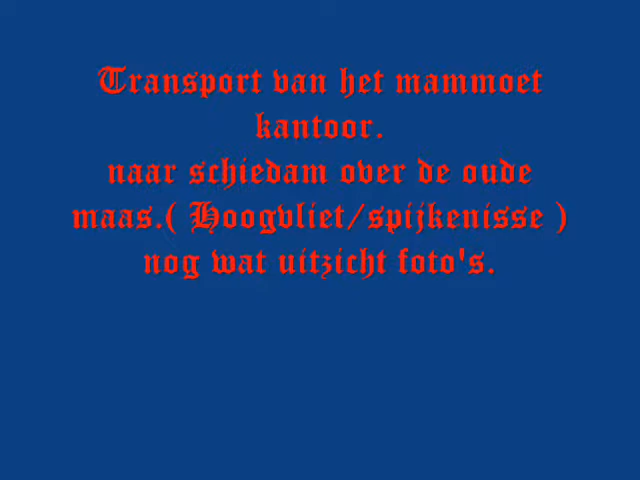 Transport van het mammoet
kantoor.
naar schiedam over de oude
maas.( Hoogvliet/spijkenisse )
nog wat uitzicht foto's.